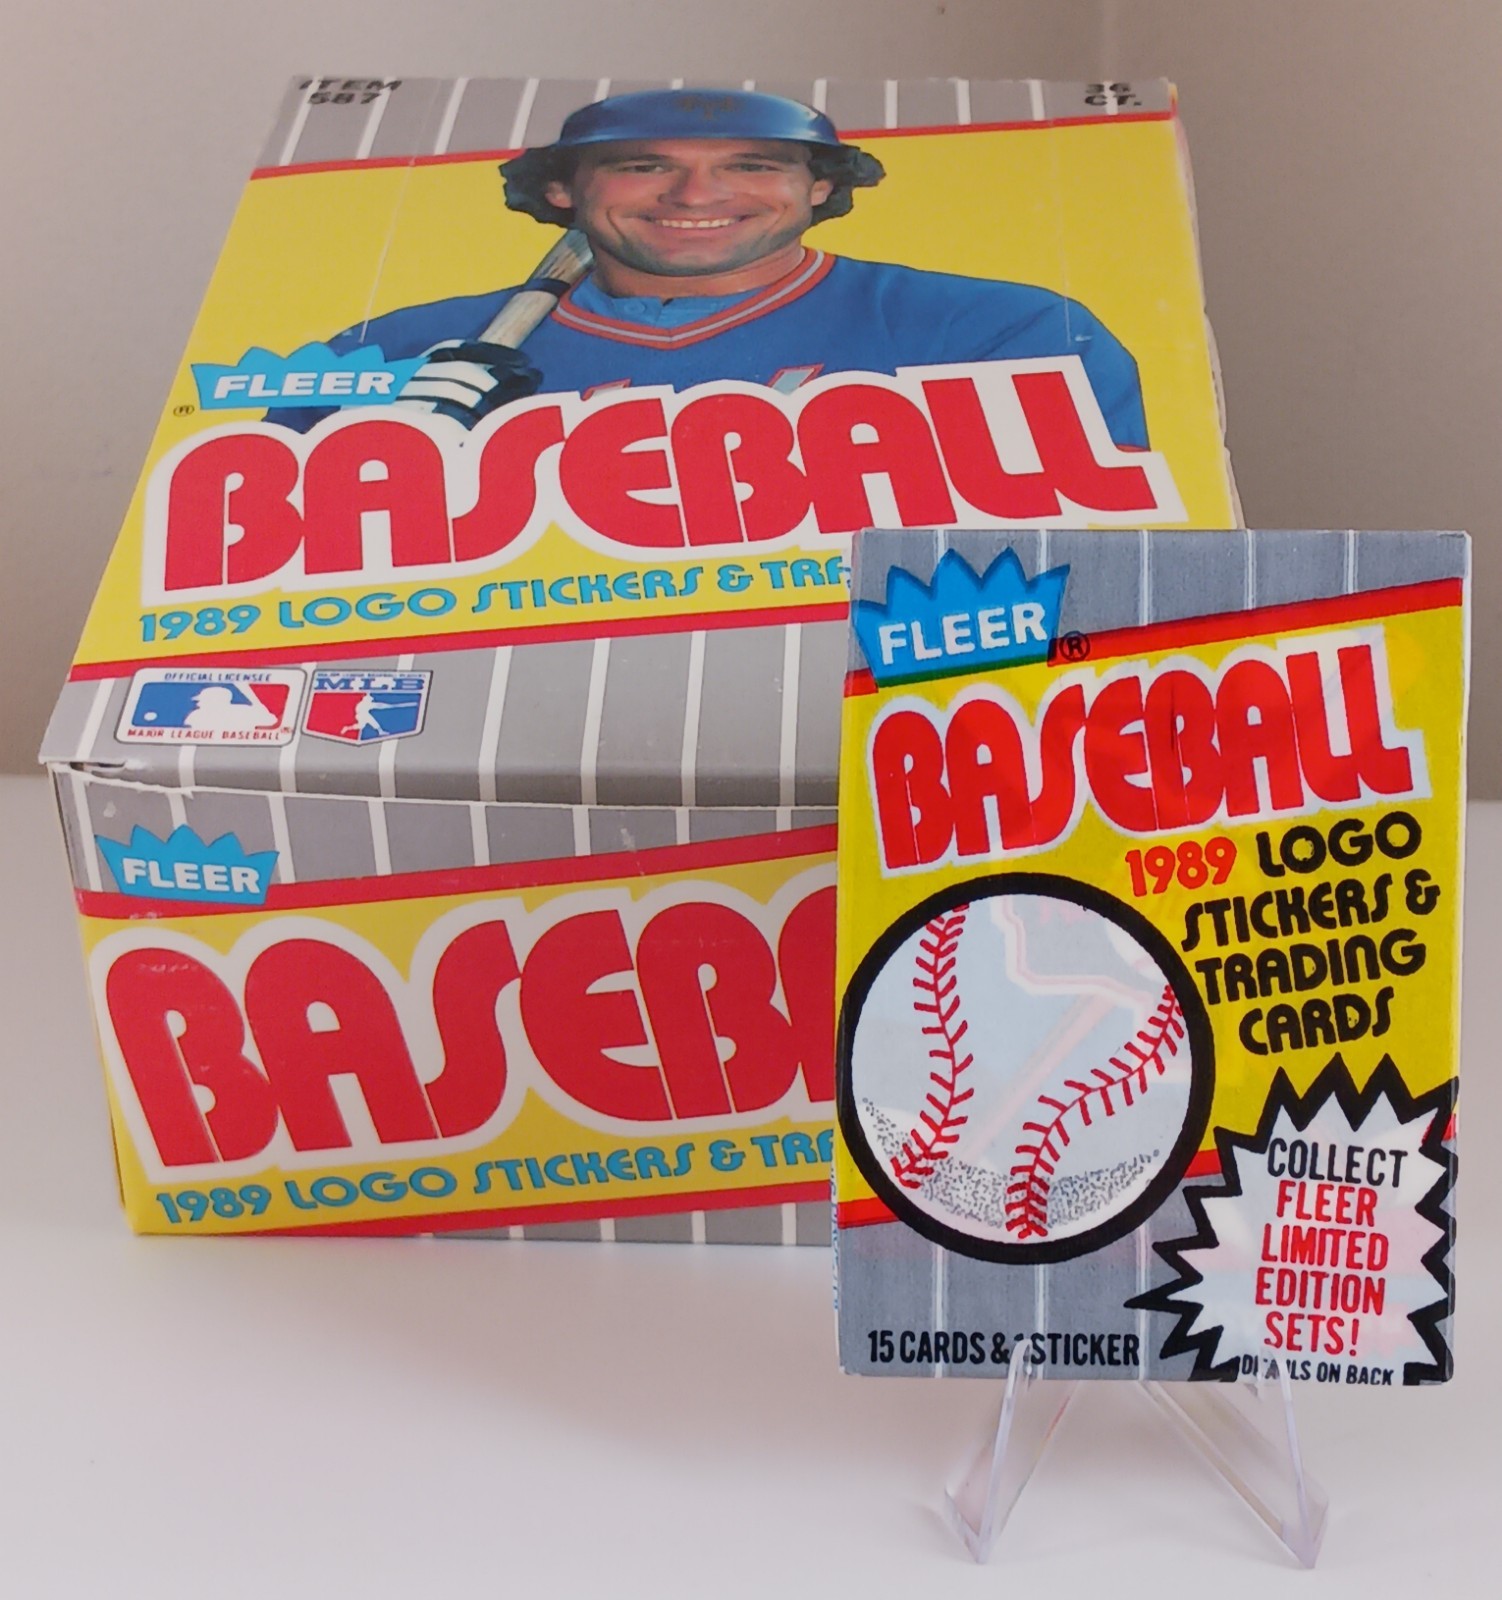 ITEM
587
36
CT.
FLEER
®
BASEBALL
1989 LOGO STICKERS & TRA
OFFICIAL LICENSEE
MAJOR LEAGUE BASEBALL
MLB
FLEER
BASEBA
1989 LOGO STICKERS & TRA
FLEER
®
BASEBALL
1989 LOGO
STICKERS &
TRADING
CARDS
COLLECT
FLEER
LIMITED
EDITION
SETS!
DETAILS ON BACK
15 CARDS & 1 STICKER